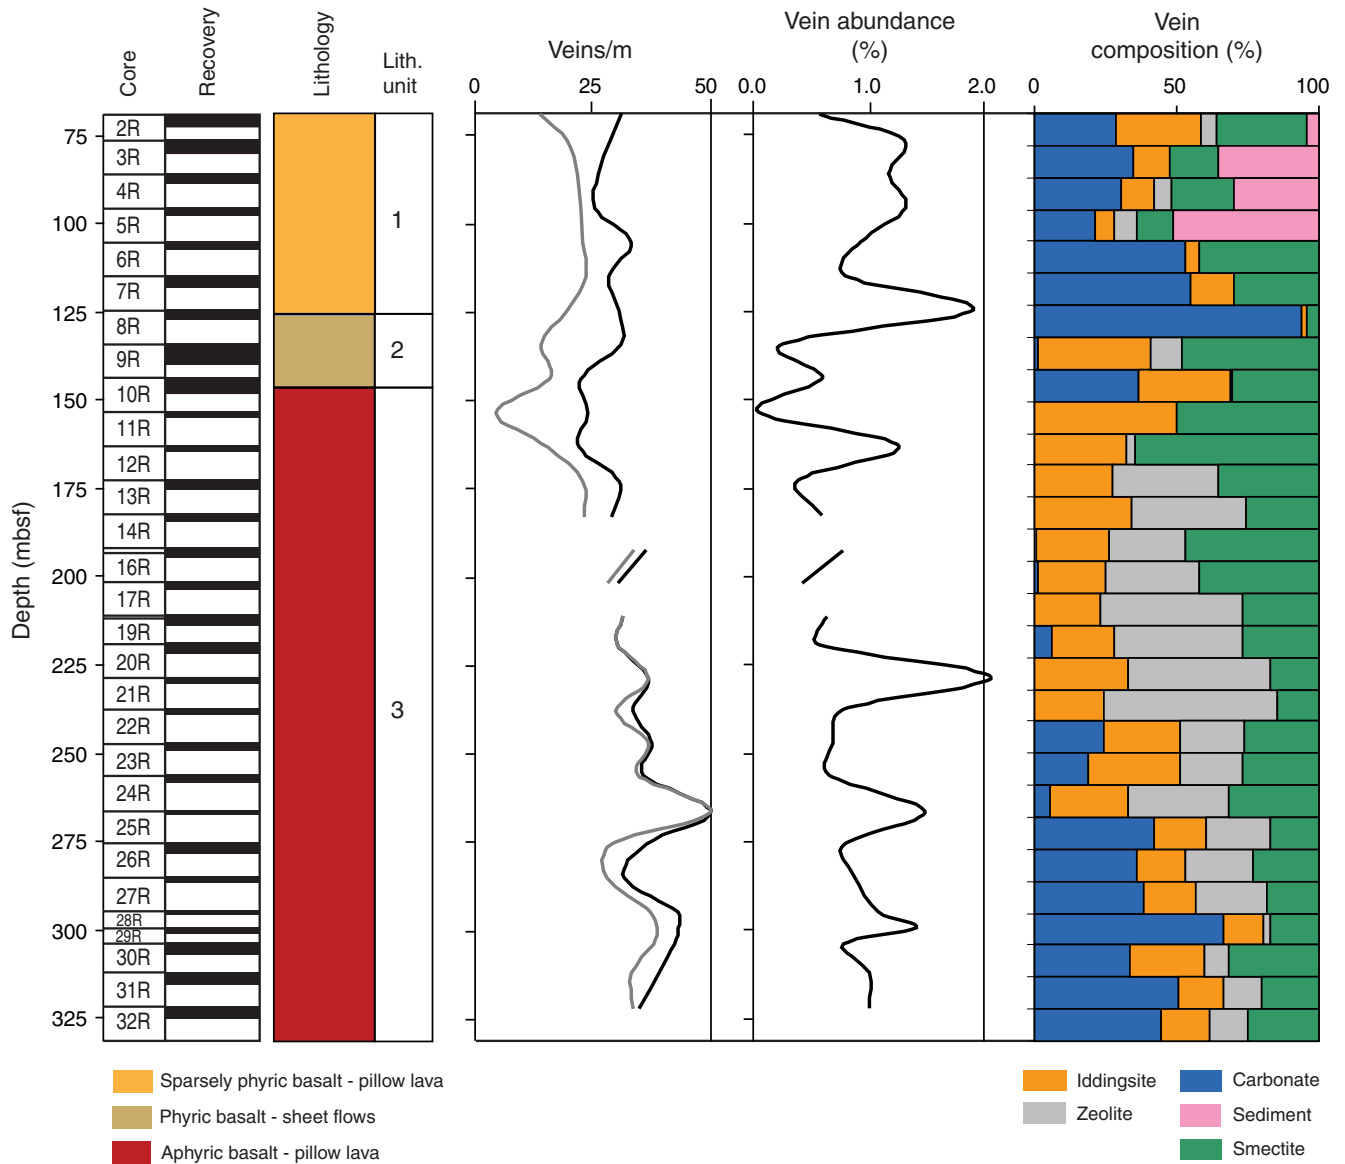 Core
Recovery
Lithology
Lith.
unit
Veins/m
Vein abundance
(%)
Vein
composition (%)
0 25 50
0.0 1.0 2.0
0 50 100
Depth (mbsf)
75
100
125
150
175
200
225
250
275
300
325
2R
3R
4R
5R
6R
7R
8R
9R
10R
11R
12R
13R
14R
16R
17R
19R
20R
21R
22R
23R
24R
25R
26R
27R
28R
29R
30R
31R
32R
1
2
3
Sparsely phyric basalt - pillow lava
Phyric basalt - sheet flows
Aphyric basalt - pillow lava
Iddingsite
Zeolite
Carbonate
Sediment
Smectite